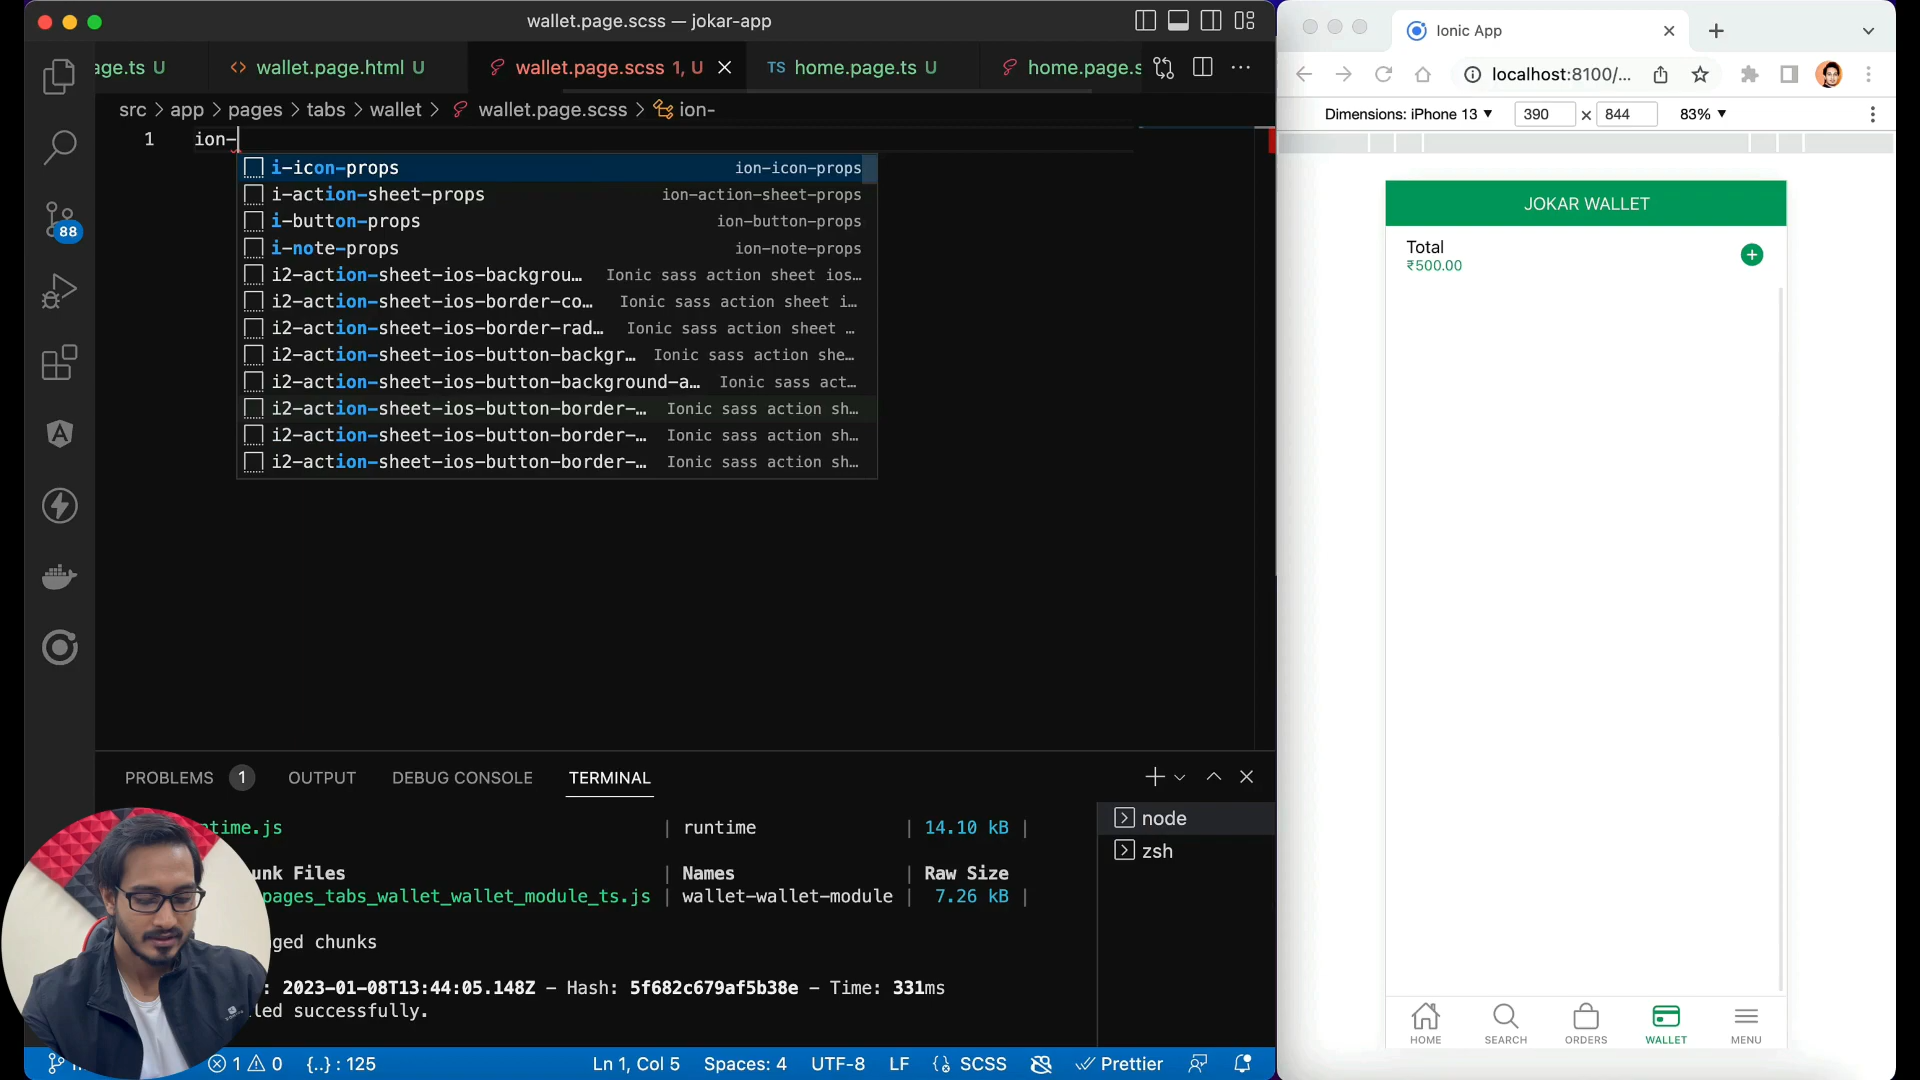 wallet.page.scss — jokar-app
age.ts U
<> wallet.page.html U
wallet.page.scss 1, U
TS home.page.ts U
home.page.s
src > app > pages > tabs > wallet > wallet.page.scss > ion-
1 ion-
i-icon-props ion-icon-props
i-action-sheet-props ion-action-sheet-props
i-button-props ion-button-props
i-note-props ion-note-props
i2-action-sheet-ios-backgrou… Ionic sass action sheet ios…
i2-action-sheet-ios-border-co… Ionic sass action sheet i…
i2-action-sheet-ios-border-rad… Ionic sass action sheet …
i2-action-sheet-ios-button-backgr… Ionic sass action she…
i2-action-sheet-ios-button-background-a… Ionic sass act…
i2-action-sheet-ios-button-border-… Ionic sass action sh…
i2-action-sheet-ios-button-border-… Ionic sass action sh…
i2-action-sheet-ios-button-border-… Ionic sass action sh…
88
PROBLEMS 1 OUTPUT DEBUG CONSOLE TERMINAL
ntime.js | runtime | 14.10 kB |
unk Files | Names | Raw Size
pages_tabs_wallet_wallet_module_ts.js | wallet-wallet-module | 7.26 kB |
ged chunks
: 2023-01-08T13:44:05.148Z – Hash: 5f682c679af5b38e – Time: 331ms
led successfully.
node
zsh
1 0 {..} : 125
Ln 1, Col 5 Spaces: 4 UTF-8 LF SCSS Prettier
Ionic App
localhost:8100/...
Dimensions: iPhone 13 ▼ 390 × 844 83% ▼
JOKAR WALLET
Total
₹500.00
HOME SEARCH ORDERS WALLET MENU